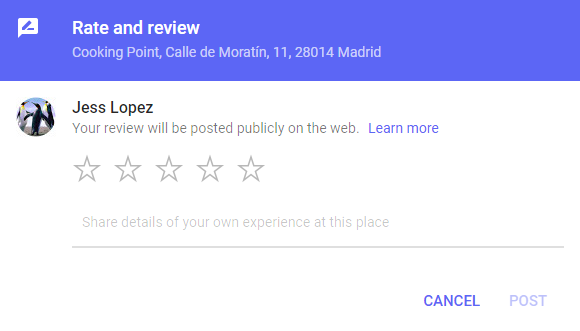 Rate and review
Cooking Point, Calle de Moratín, 11, 28014 Madrid
Jess Lopez
Your review will be posted publicly on the web. Learn more
Share details of your own experience at this place
CANCEL POST